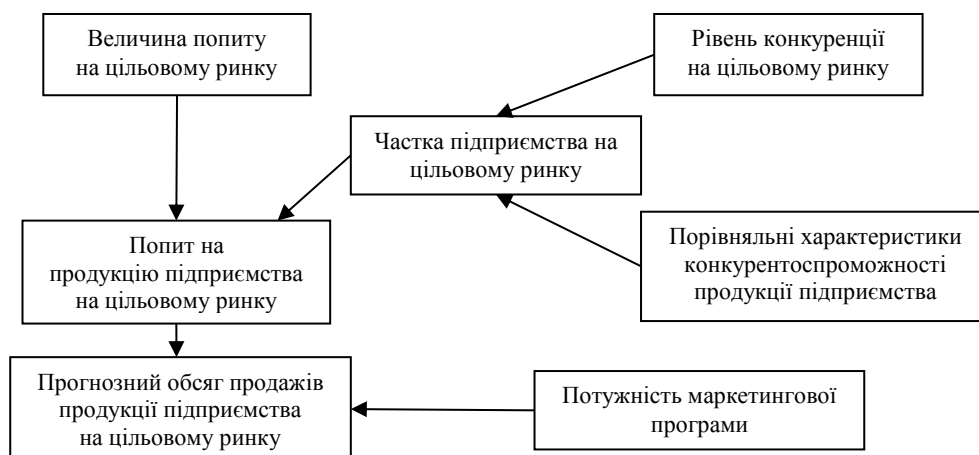 Величина попиту
на цільовому ринку
Рівень конкуренції
на цільовому ринку
Частка підприємства на
цільовому ринку
Попит на
продукцію підприємства
на цільовому ринку
Порівняльні характеристики
конкурентоспроможності
продукції підприємства
Прогнозний обсяг продажів
продукції підприємства
на цільовому ринку
Потужність маркетингової
програми